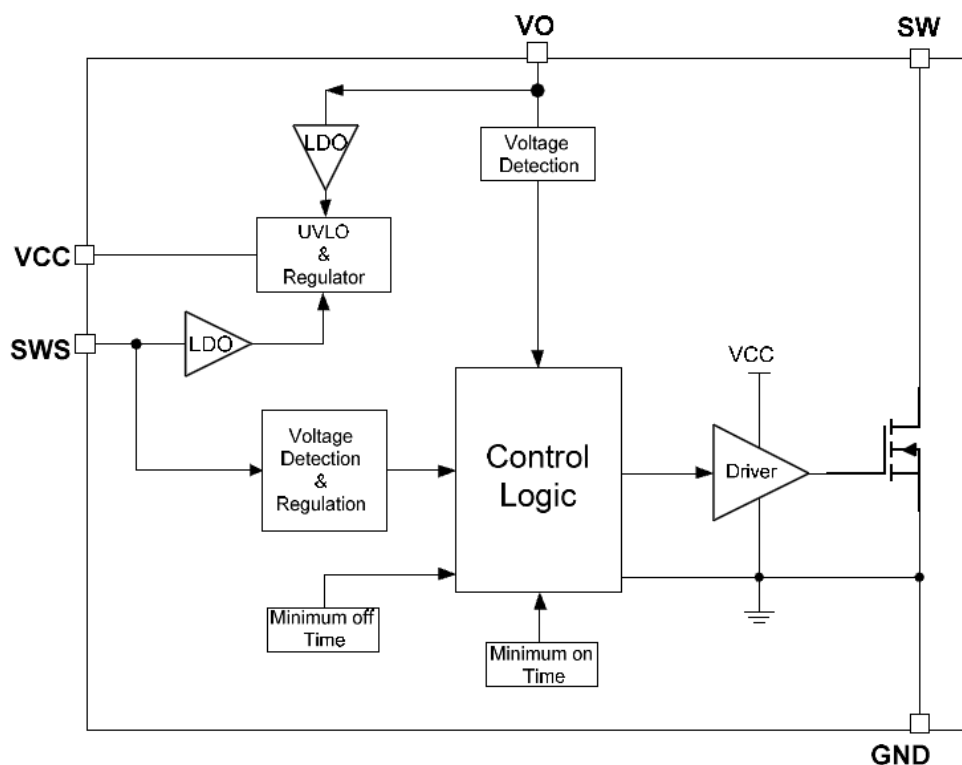 VO
SW
LDO
Voltage
Detection
VCC
UVLO
&
Regulator
SWS
LDO
VCC
Voltage
Detection
&
Regulation
Control
Logic
Driver
Minimum off
Time
Minimum on
Time
GND